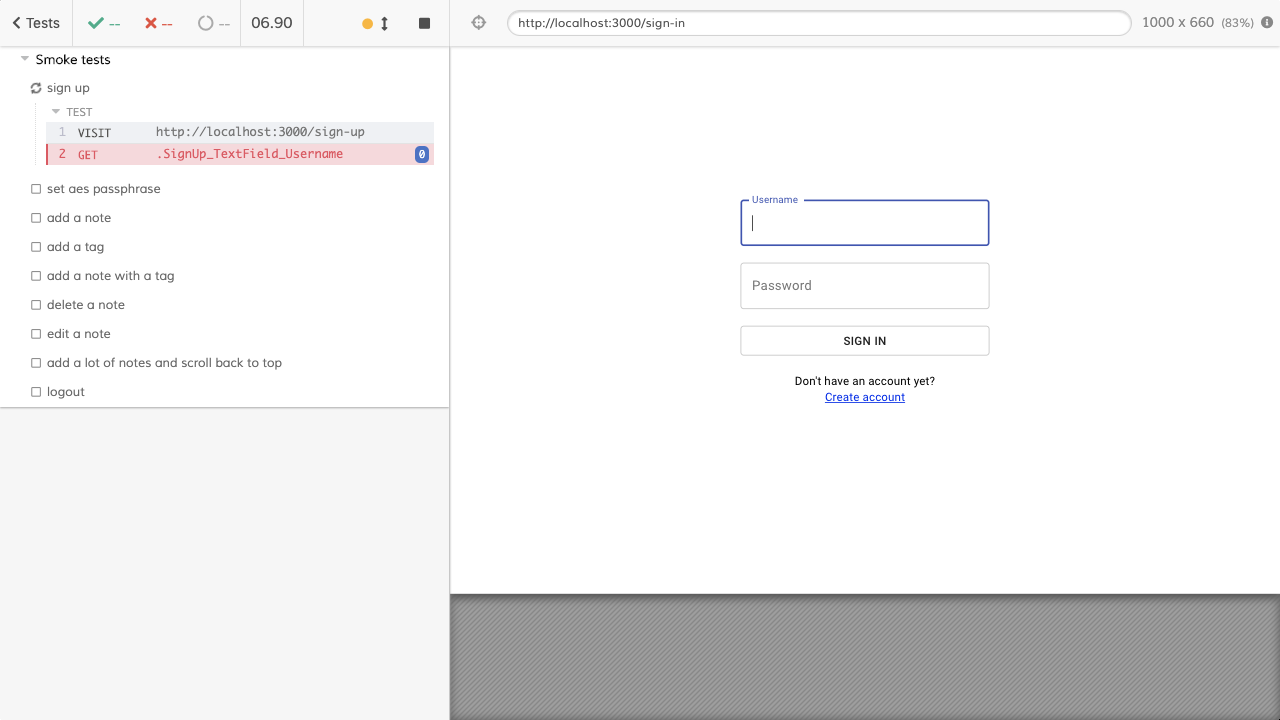 Tests
--
--
--
06.90
http://localhost:3000/sign-in
1000 x 660 (83%)
Smoke tests
sign up
TEST
1 VISIT http://localhost:3000/sign-up
2 GET .SignUp_TextField_Username 0
set aes passphrase
add a note
add a tag
add a note with a tag
delete a note
edit a note
add a lot of notes and scroll back to top
logout
Username
Password
SIGN IN
Don't have an account yet?
Create account